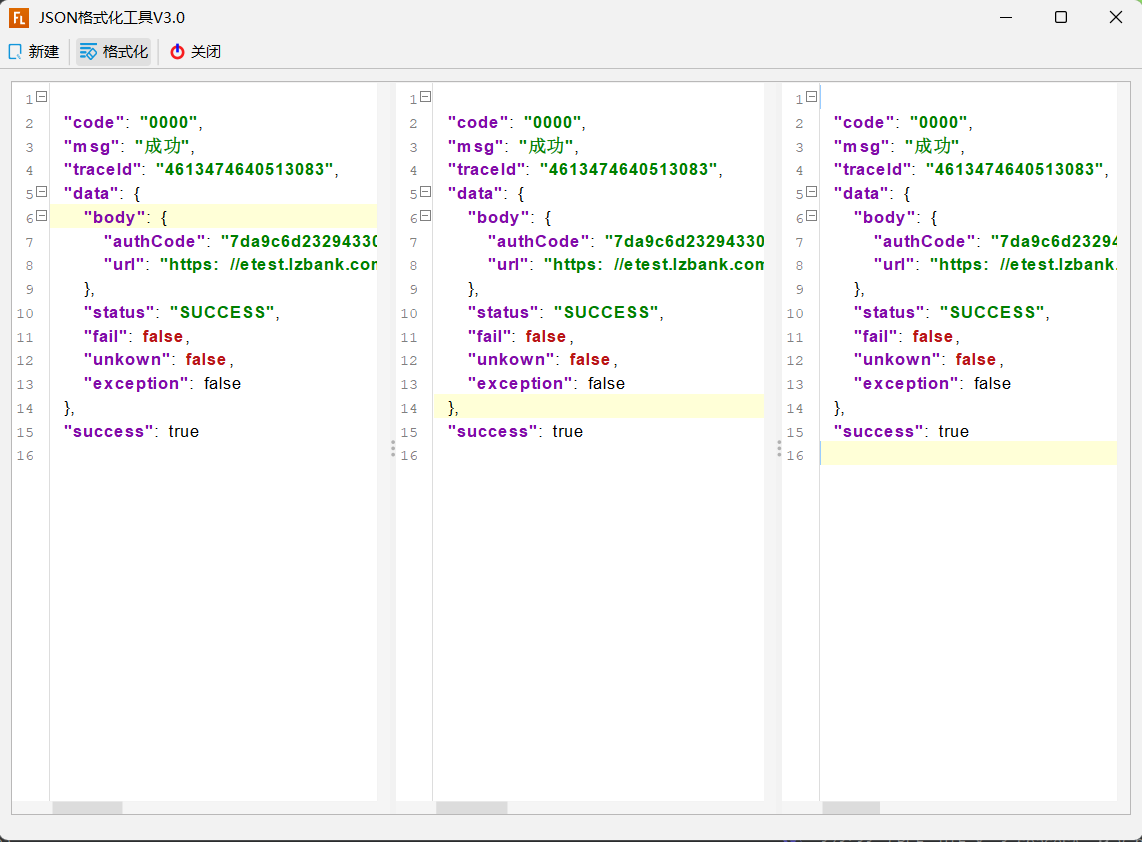 FL JSON格式化工具V3.0
新建 格式化 关闭
1
2 "code": "0000",
3 "msg": "成功",
4 "traceId": "4613474640513083",
5 "data": {
6 "body": {
7 "authCode": "7da9c6d23294330
8 "url": "https: //etest.lzbank.com
9 },
10 "status": "SUCCESS",
11 "fail": false,
12 "unkown": false,
13 "exception": false
14 },
15 "success": true
16
1
2 "code": "0000",
3 "msg": "成功",
4 "traceId": "4613474640513083",
5 "data": {
6 "body": {
7 "authCode": "7da9c6d23294330
8 "url": "https: //etest.lzbank.com
9 },
10 "status": "SUCCESS",
11 "fail": false,
12 "unkown": false,
13 "exception": false
14 },
15 "success": true
16
1
2 "code": "0000",
3 "msg": "成功",
4 "traceId": "4613474640513083",
5 "data": {
6 "body": {
7 "authCode": "7da9c6d23294
8 "url": "https: //etest.lzbank.
9 },
10 "status": "SUCCESS",
11 "fail": false,
12 "unkown": false,
13 "exception": false
14 },
15 "success": true
16